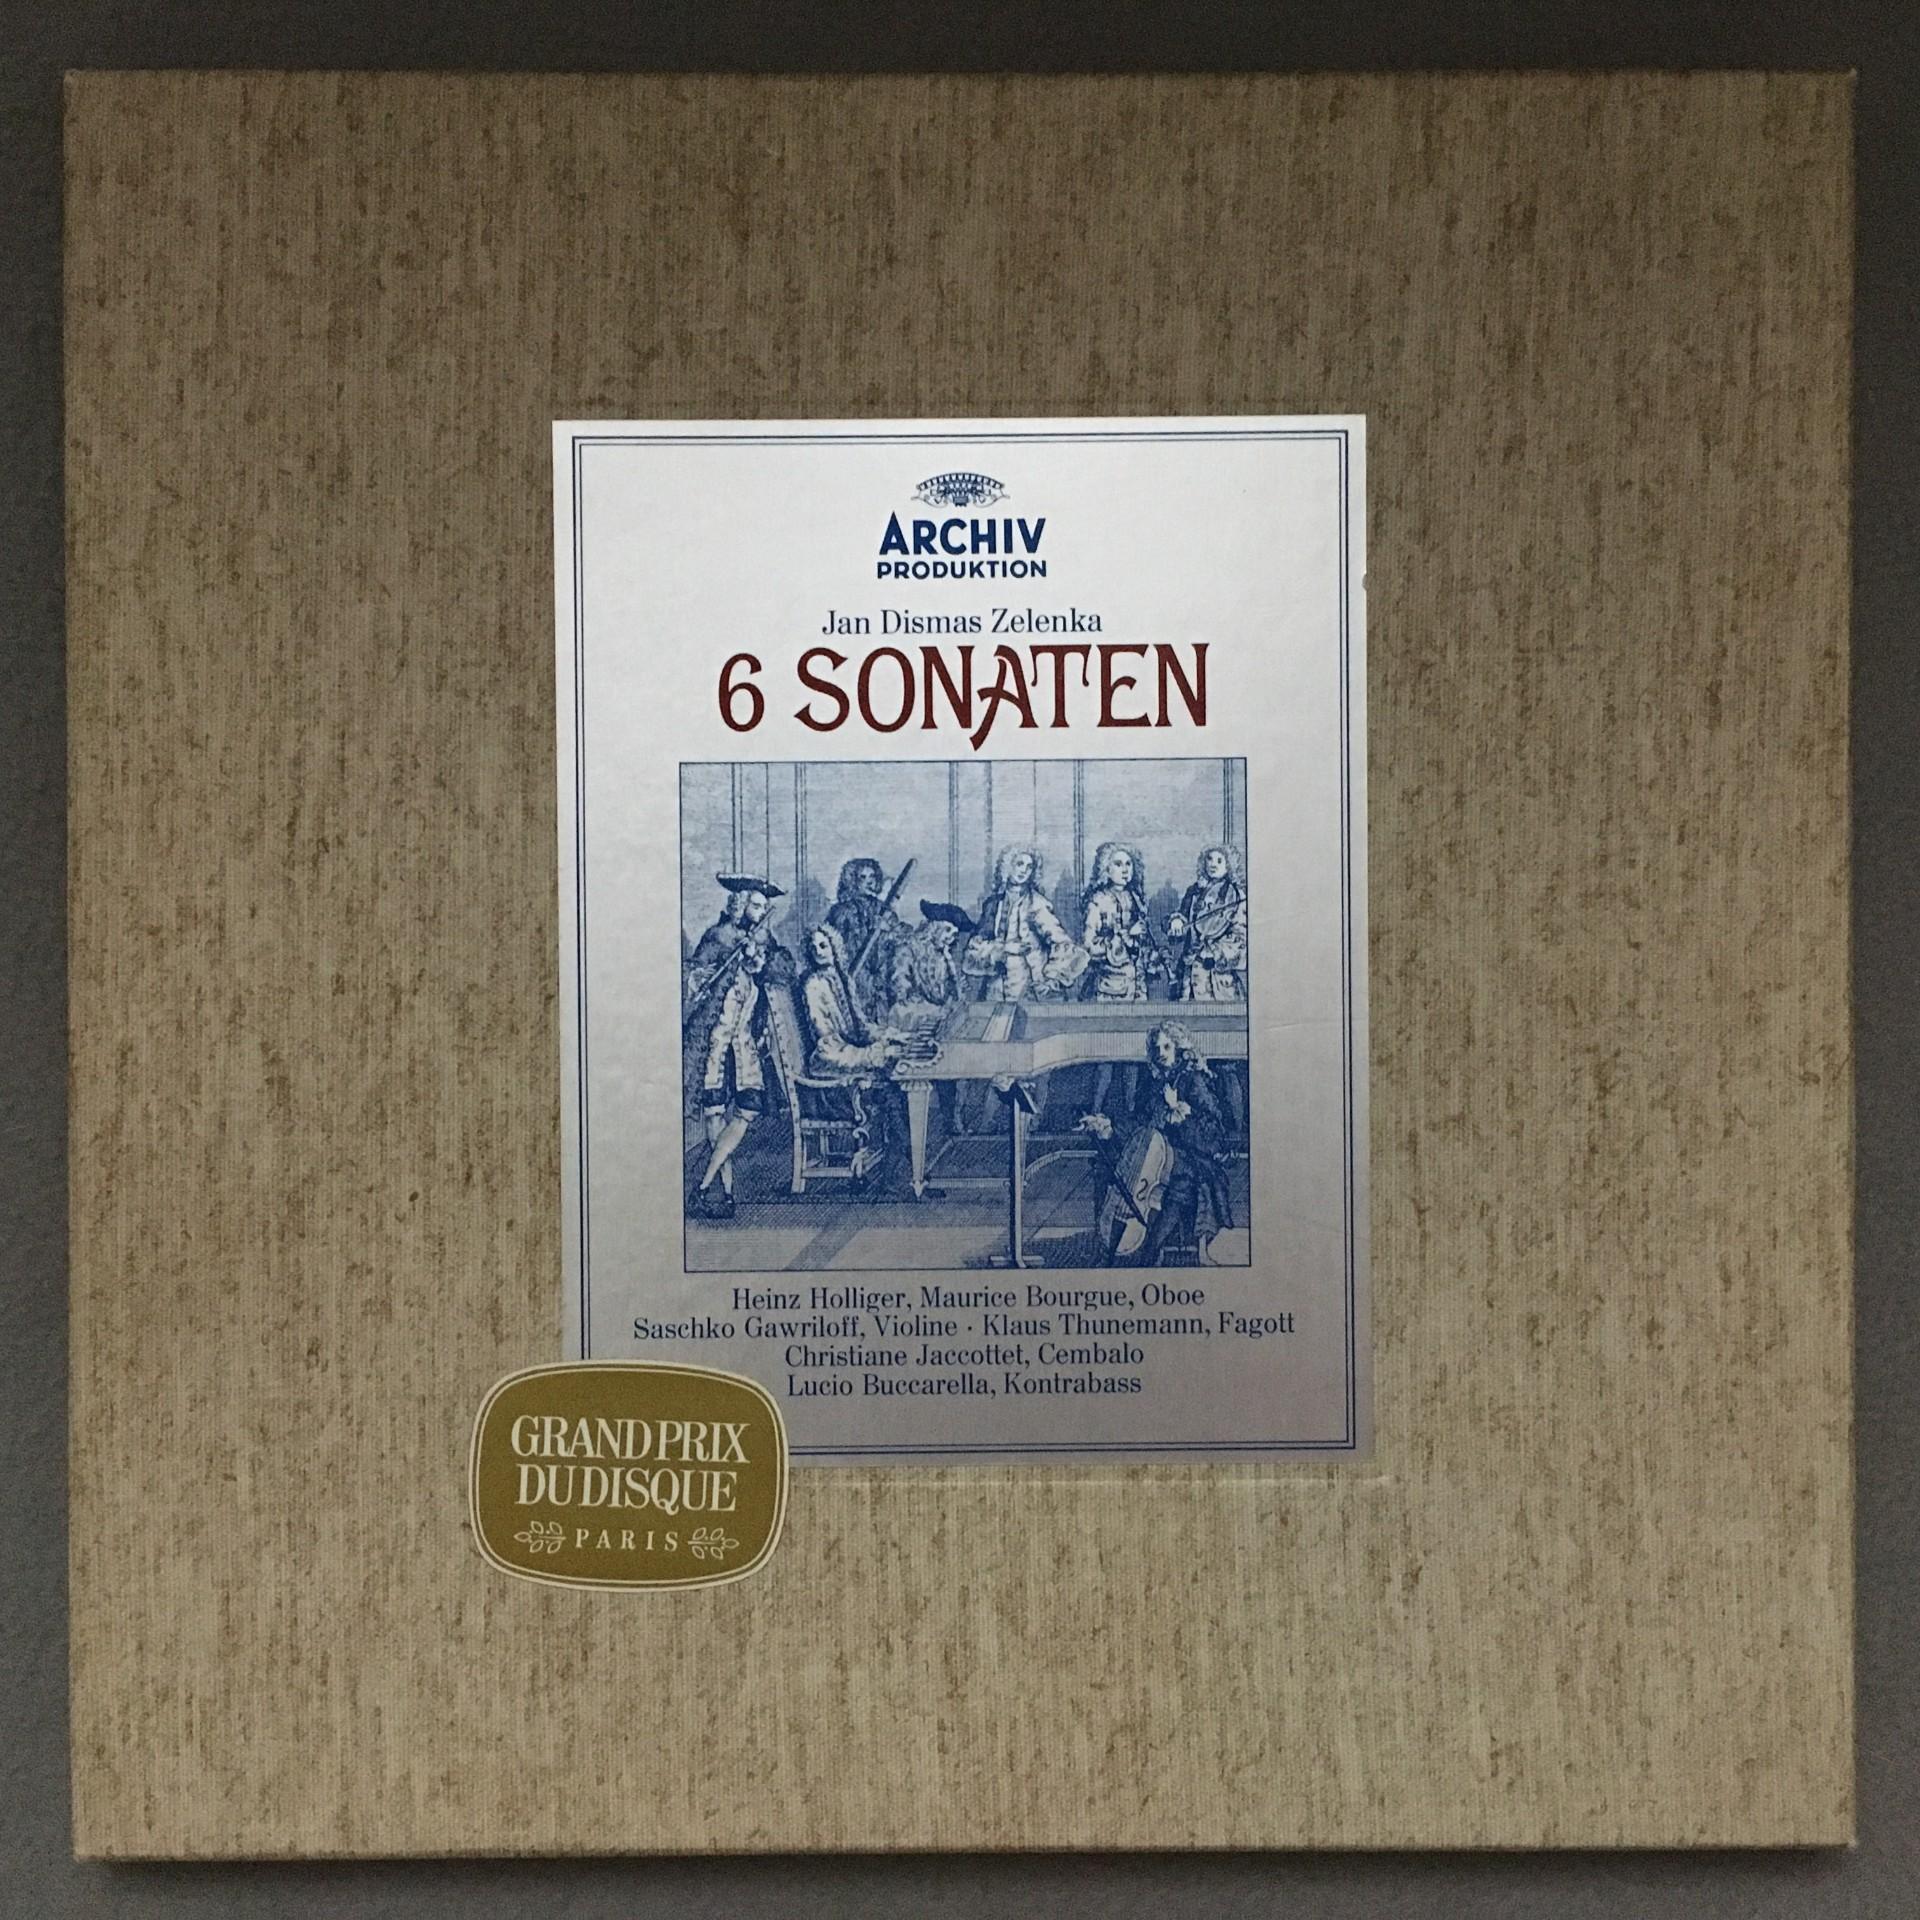 ARCHIV
PRODUKTION
Jan Dismas Zelenka
6 SONATEN
Heinz Holliger, Maurice Bourgue, Oboe
Saschko Gawriloff, Violine · Klaus Thunemann, Fagott
Christiane Jaccottet, Cembalo
Lucio Buccarella, Kontrabass
GRAND PRIX
DU DISQUE
PARIS